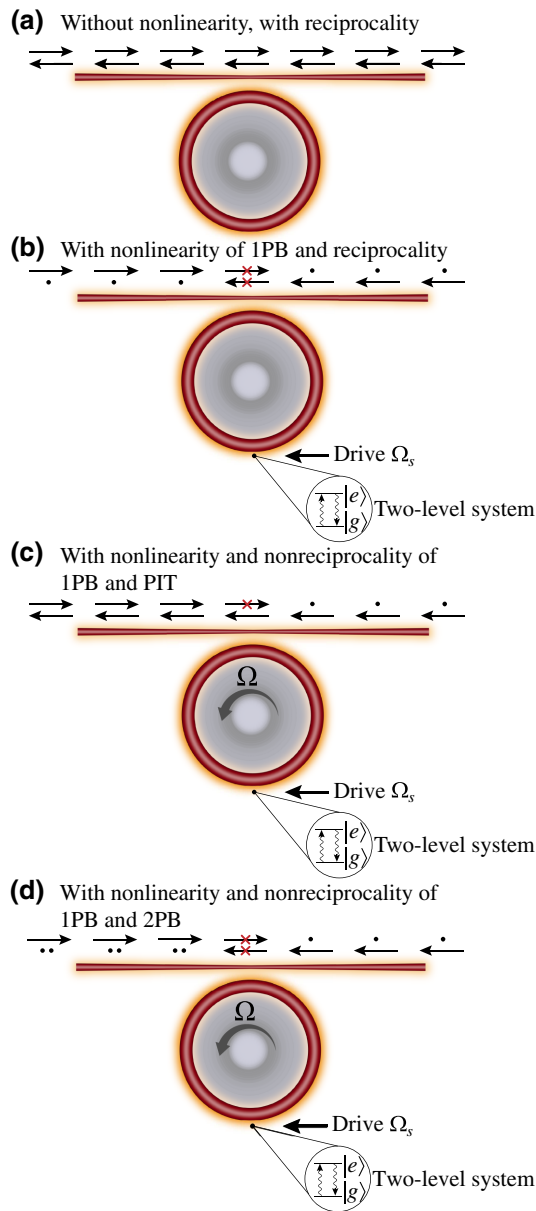 (a) Without nonlinearity, with reciprocality
(b) With nonlinearity of 1PB and reciprocality
Drive Ωs
|e⟩
|g⟩
Two-level system
(c) With nonlinearity and nonreciprocality of
1PB and PIT
Ω
Drive Ωs
|e⟩
|g⟩
Two-level system
(d) With nonlinearity and nonreciprocality of
1PB and 2PB
Ω
Drive Ωs
|e⟩
|g⟩
Two-level system